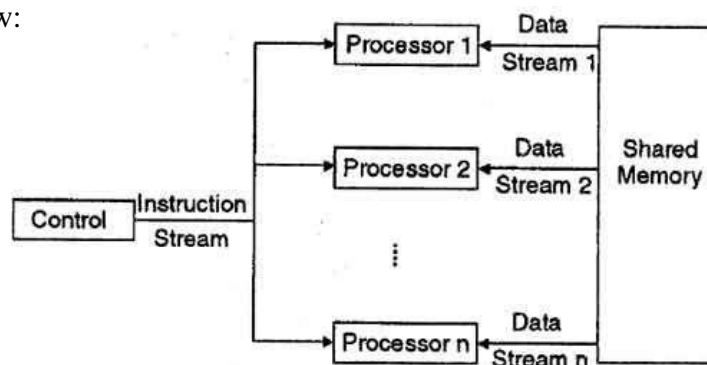 w:
Processor 1
Data
Stream 1
Processor 2
Data
Stream 2
Shared
Memory
Control
Instruction
Stream
Processor n
Data
Stream n